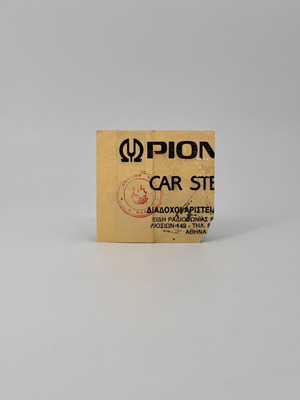 PION
CAR STE
ΔΙΑΔΟΧΟΙ ΑΡΙΣΤΕΙΔ
ΕΙΔΗ ΡΑΔΙΟΦΩΝΙΑΣ
ΛΙΟΣΙΩΝ 449 - ΤΗΛ.
ΑΘΗΝΑ